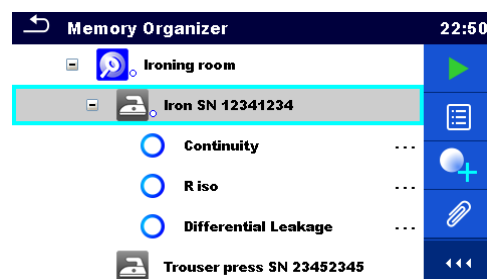 Memory Organizer 22:50
Ironing room
Iron SN 12341234
Continuity ---
R iso ---
Differential Leakage ---
Trouser press SN 23452345